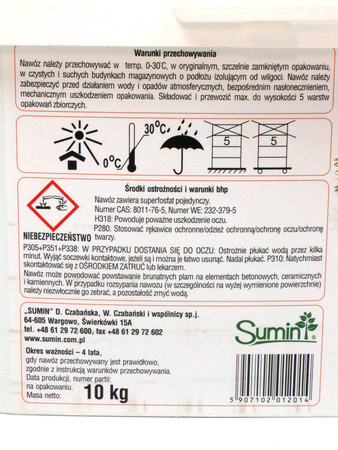 Warunki przechowywania
Nawóz należy przechowywać w temp. 0-30°C, w oryginalnym, szczelnie zamkniętym opakowaniu,
w czystych i suchych budynkach magazynowych o podłożu izolującym od wilgoci. Nawóz należy
zabezpieczyć przed działaniem wody i opadów atmosferycznych, bezpośrednim nasłonecznieniem,
mechanicznym uszkodzeniem opakowania. Składować i przewozić max. do wysokości 5 warstw
opakowań zbiorczych.
30°C
0°C
5 5
Środki ostrożności i warunki bhp
Nawóz zawiera superfosfat pojedynczy.
Numer CAS: 8011-76-5, Numer WE: 232-379-5
H318: Powoduje poważne uszkodzenie oczu.
P280: Stosować rękawice ochronne/odzież ochronną/ochronę oczu/ochronę
NIEBEZPIECZEŃSTWO twarzy.
P305+P351+P338: W PRZYPADKU DOSTANIA SIĘ DO OCZU: Ostrożnie płukać wodą przez kilka
minut. Wyjąć soczewki kontaktowe, jeżeli są i można je łatwo usunąć. Nadal płukać. P310: Natychmiast
skontaktować się z OŚRODKIEM ZATRUĆ lub lekarzem.
Nawóz może powodować powstawanie brunatnych plam na elementach betonowych, ceramicznych
i kamiennych. W przypadku rozsypania nawozu (w szczególności na wyżej wymienione powierzchnie)
należy niezwłocznie go zebrać, a pozostałość zmyć wodą.
„SUMIN” D. Czabańska, W. Czabański i wspólnicy sp.j.
64-605 Wargowo, Świerkówki 15A
tel. +48 61 29 72 600, fax +48 61 29 72 602
www.sumin.com.pl
Sumin®
Okres ważności – 4 lata,
gdy nawóz przechowywany jest prawidłowo,
zgodnie z instrukcją warunków przechowywania.
Data produkcji, numer partii:
na opakowaniu.
Masa netto: 10 kg
5 907102 012014